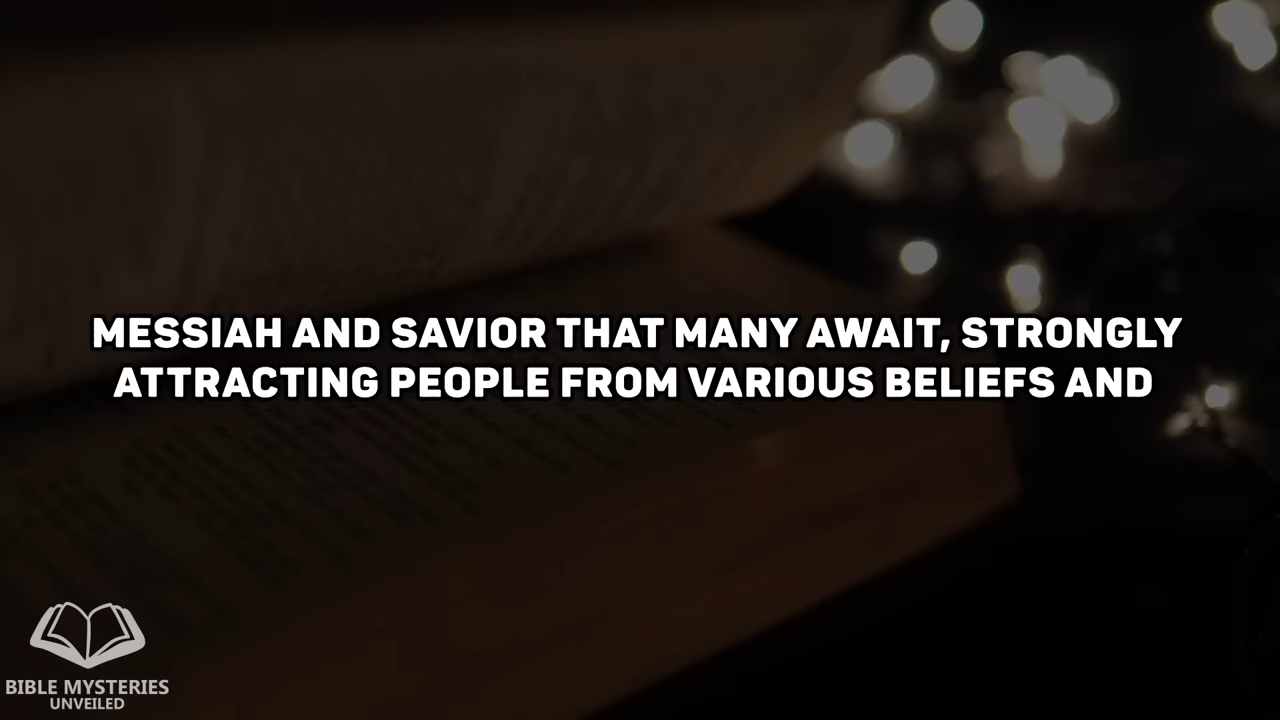 MESSIAH AND SAVIOR THAT MANY AWAIT, STRONGLY
ATTRACTING PEOPLE FROM VARIOUS BELIEFS AND
BIBLE MYSTERIES
UNVEILED